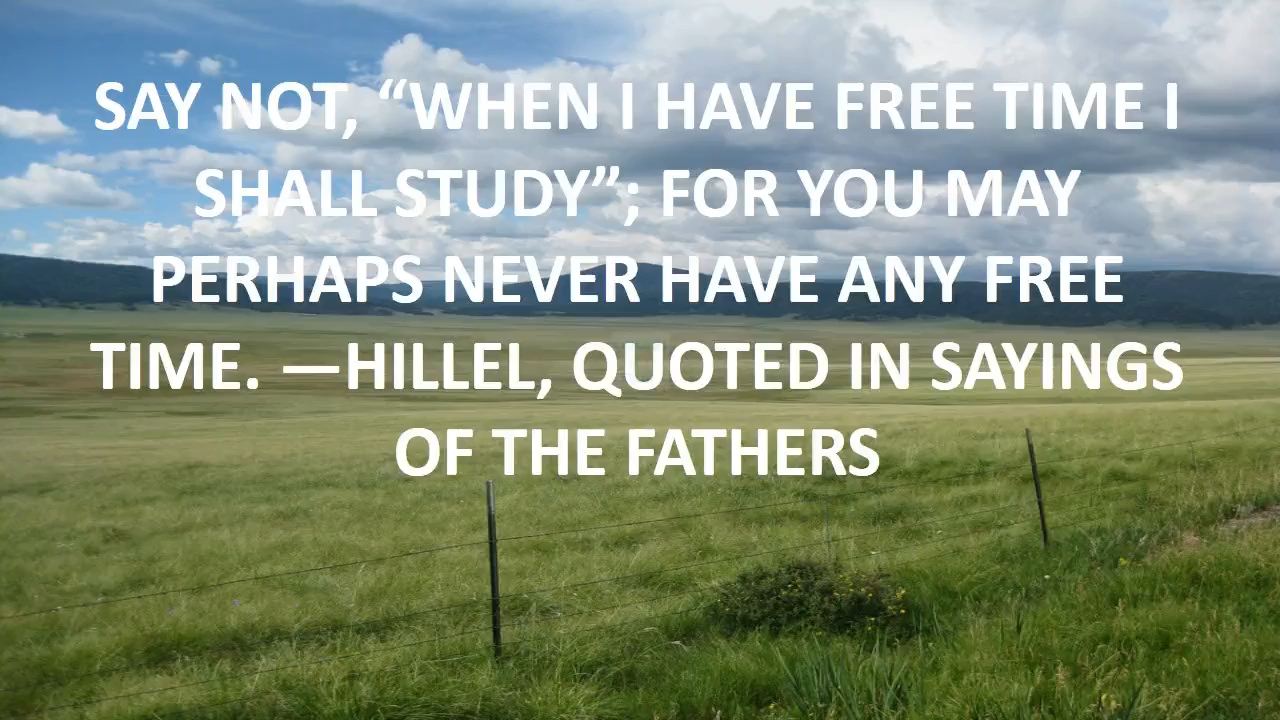 SAY NOT, “WHEN I HAVE FREE TIME I
SHALL STUDY”; FOR YOU MAY
PERHAPS NEVER HAVE ANY FREE
TIME. —HILLEL, QUOTED IN SAYINGS
OF THE FATHERS